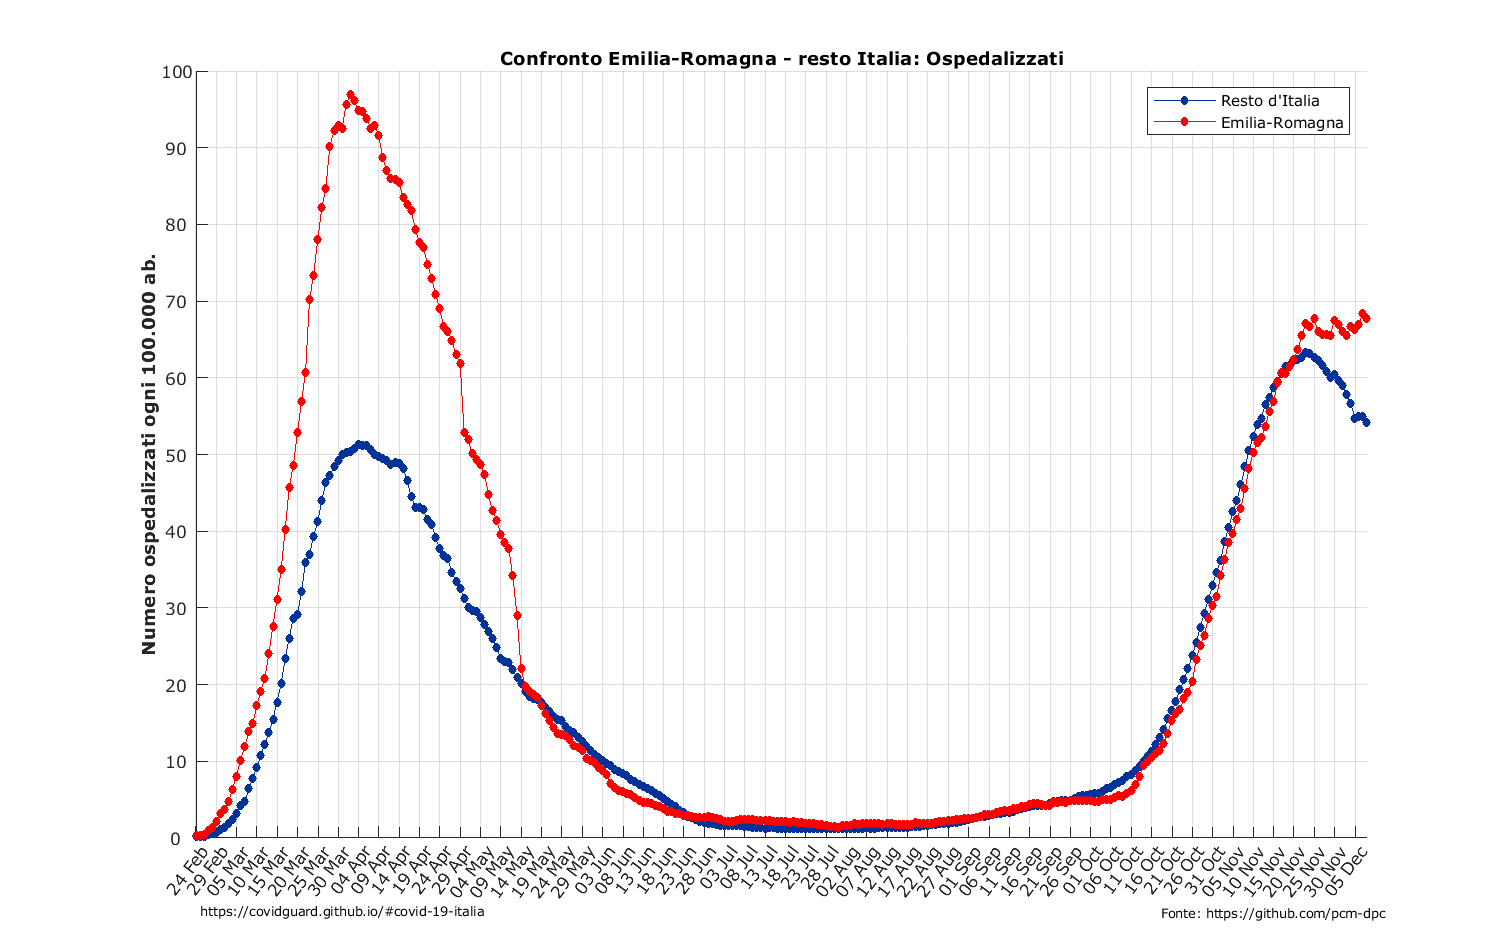 Confronto Emilia-Romagna - resto Italia: Ospedalizzati
Numero ospedalizzati ogni 100.000 ab.
100
90
80
70
60
50
40
30
20
10
0
Resto d'Italia
Emilia-Romagna
24 Feb
29 Feb
05 Mar
10 Mar
15 Mar
20 Mar
25 Mar
30 Mar
04 Apr
09 Apr
14 Apr
19 Apr
24 Apr
29 Apr
04 May
09 May
14 May
19 May
24 May
29 May
03 Jun
08 Jun
13 Jun
18 Jun
23 Jun
28 Jun
03 Jul
08 Jul
13 Jul
18 Jul
23 Jul
28 Jul
02 Aug
07 Aug
12 Aug
17 Aug
22 Aug
27 Aug
01 Sep
06 Sep
11 Sep
16 Sep
21 Sep
26 Sep
01 Oct
06 Oct
11 Oct
16 Oct
21 Oct
26 Oct
31 Oct
05 Nov
10 Nov
15 Nov
20 Nov
25 Nov
30 Nov
05 Dec
https://covidguard.github.io/#covid-19-italia
Fonte: https://github.com/pcm-dpc